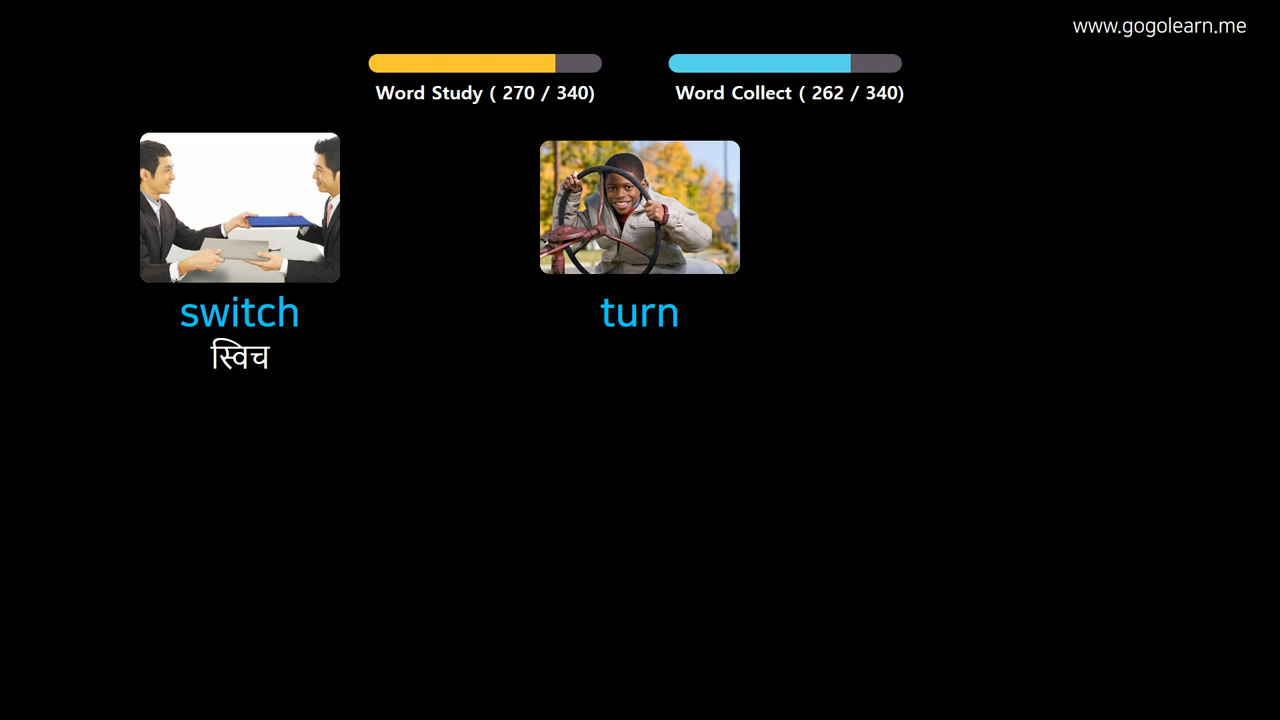 www.gogolearn.me
Word Study ( 270 / 340)
Word Collect ( 262 / 340)
switch
turn
स्विच